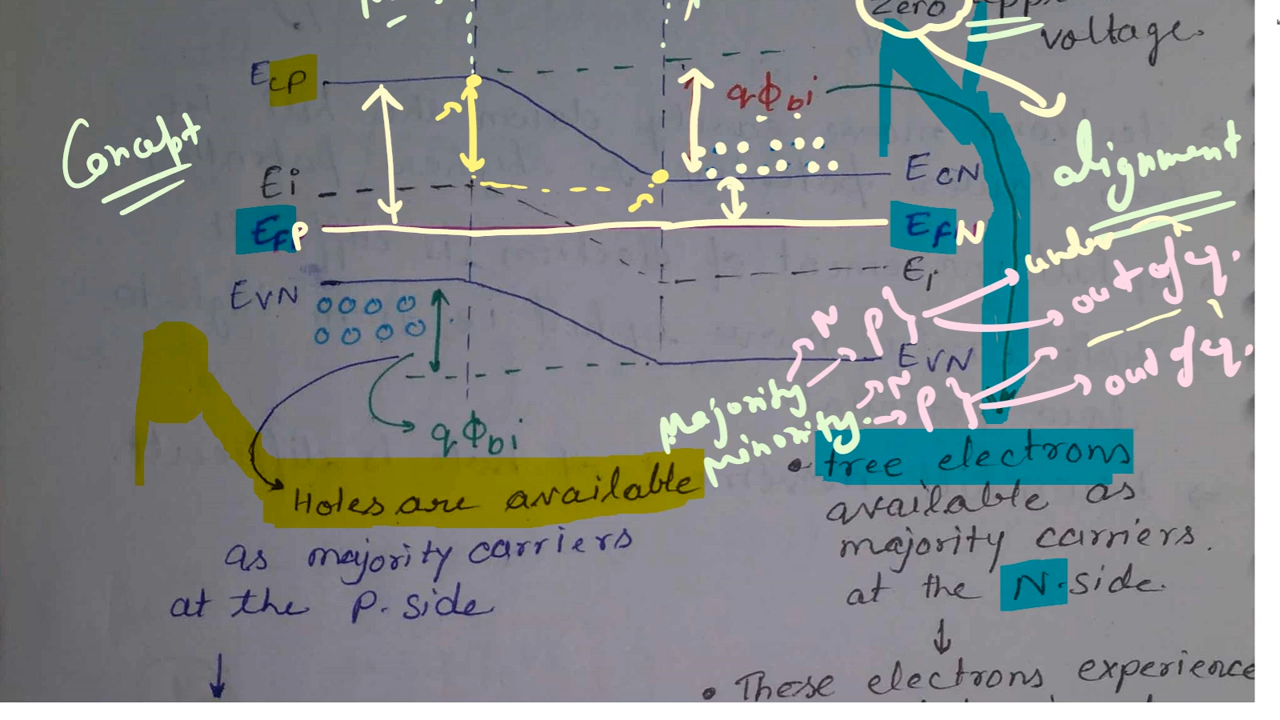 Zero App
voltage.
ECP
qΦbi
Concept
alignment
Ei
ECN
EFP
EFN
under
Ei
out of eq.
EVN
N
P
EVN
out of eq.
N
Majority
P
minority
qΦbi
• free electrons
Holes are available
available as
as majority carriers
majority carriers.
at the P-side
at the N-side.
• These electrons experience